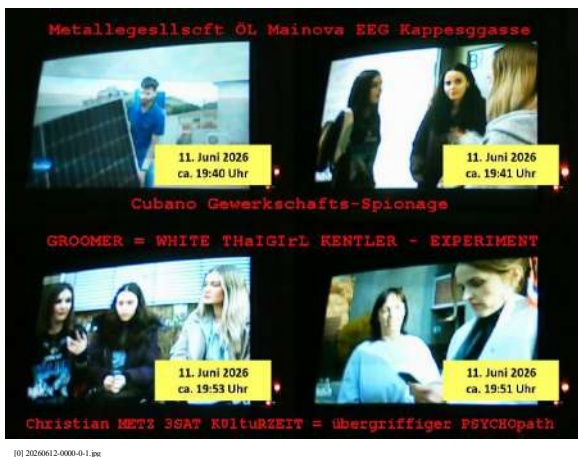 Metallegesllscft ÖL Mainova EEG Kappesggasse
11. Juni 2026
ca. 19:40 Uhr
11. Juni 2026
ca. 19:41 Uhr
Cubano Gewerkschafts-Spionage
GROOMER = WHITE THaIGIrL KENTLER - EXPERIMENT
11. Juni 2026
ca. 19:53 Uhr
11. Juni 2026
ca. 19:51 Uhr
Christian METZ 3SAT KUltuRZEIT = übergriffiger PSYCHOpath
[0] 20260612-0000-0-1.jpg